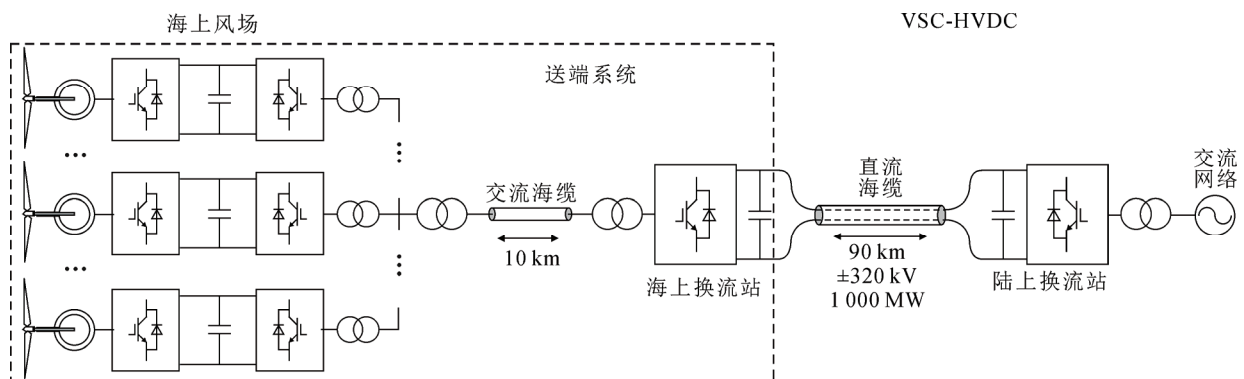 海上风场
VSC-HVDC
送端系统
交流海缆
10 km
海上换流站
直流
海缆
90 km
±320 kV
1 000 MW
陆上换流站
交流
网络